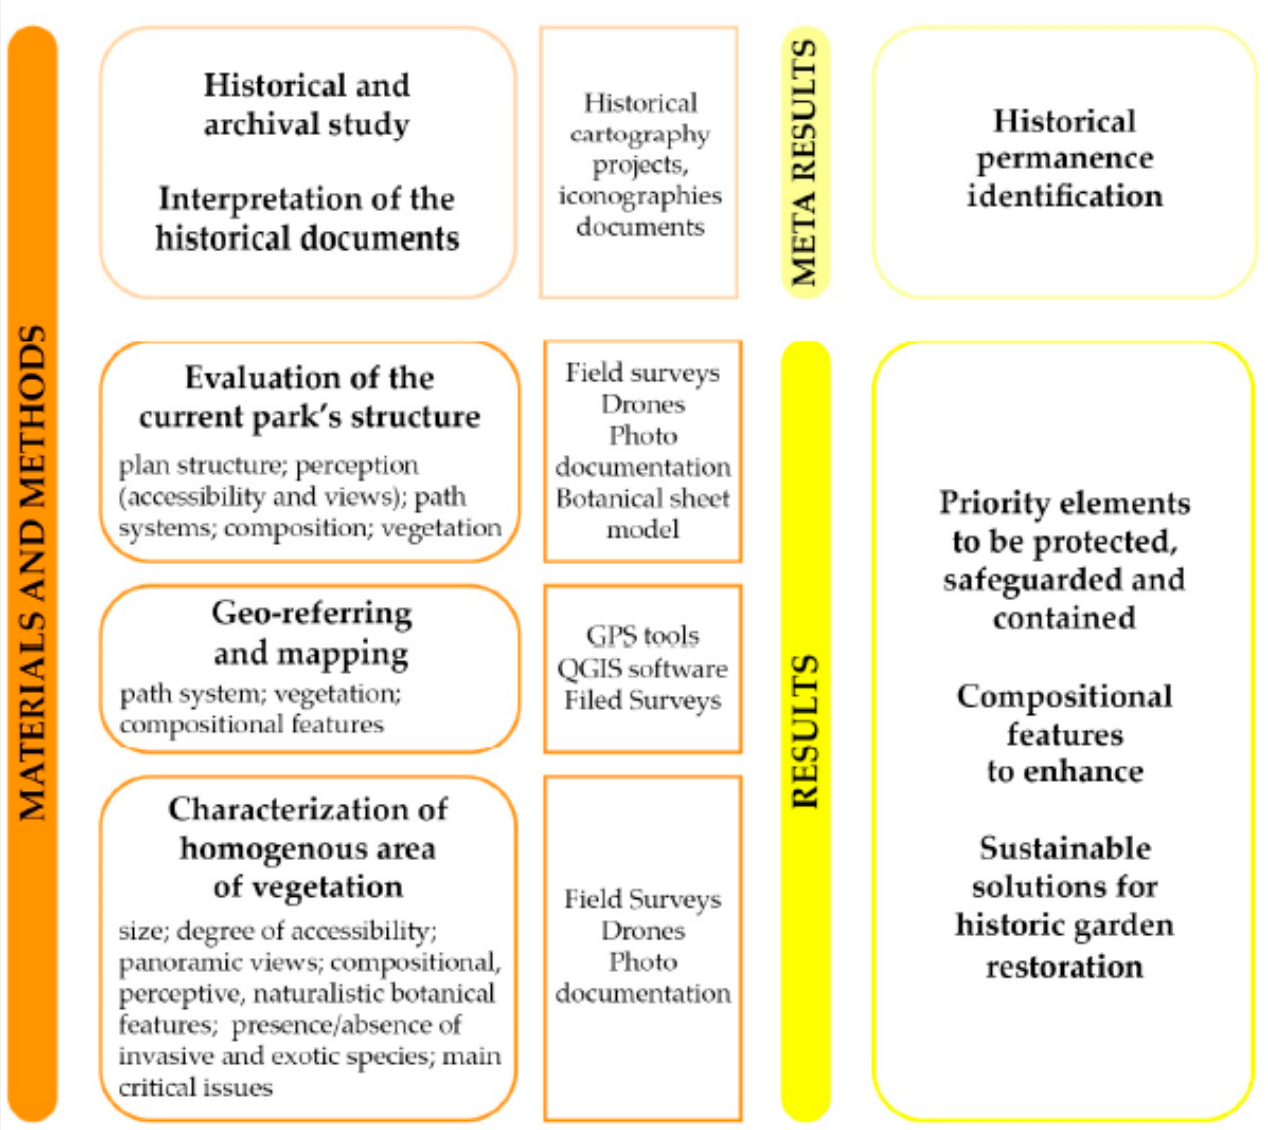 MATERIALS AND METHODS
Historical and
archival study
Interpretation of the
historical documents
Historical
cartography
projects,
iconographies
documents
META RESULTS
Historical
permanence
identification
Evaluation of the
current park's structure
plan structure; perception
(accessibility and views); path
systems; composition; vegetation
Field surveys
Drones
Photo
documentation
Botanical sheet
model
Geo-referring
and mapping
path system; vegetation;
compositional features
GPS tools
QGIS software
Filed Surveys
Characterization of
homogenous area
of vegetation
size; degree of accessibility;
panoramic views; compositional,
perceptive, naturalistic botanical
features; presence/absence of
invasive and exotic species; main
critical issues
Field Surveys
Drones
Photo
documentation
RESULTS
Priority elements
to be protected,
safeguarded and
contained
Compositional
features
to enhance
Sustainable
solutions for
historic garden
restoration